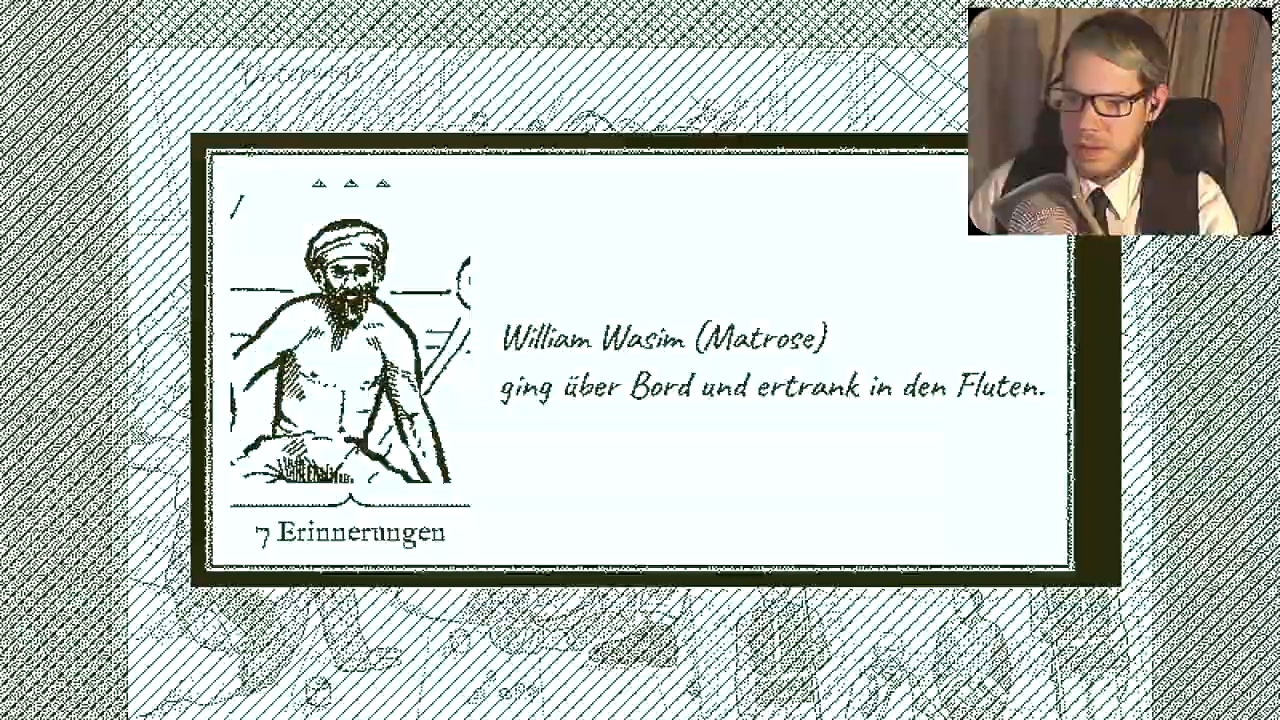 William Wasim (Matrose)
ging über Bord und ertrank in den Fluten.
7 Erinnerungen